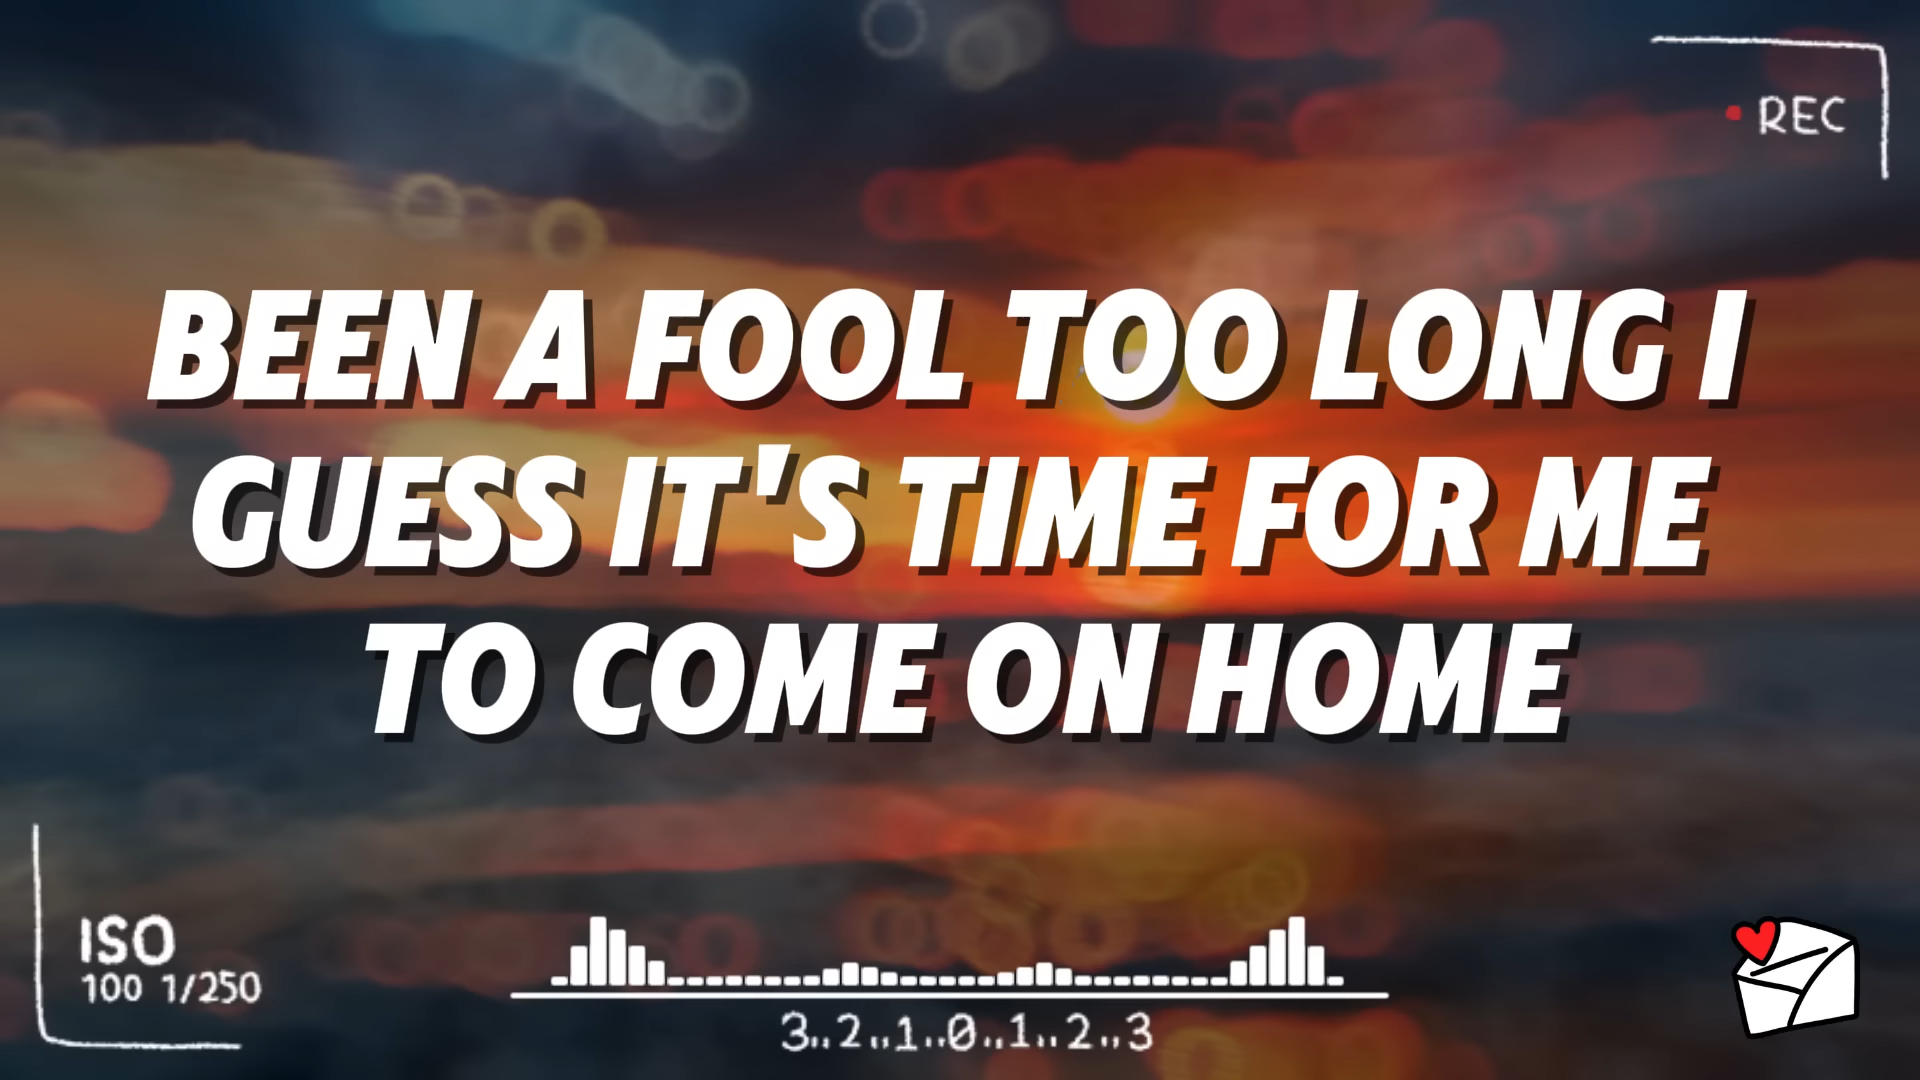 REC
BEEN A FOOL TOO LONG I
GUESS IT'S TIME FOR ME
TO COME ON HOME
ISO
100 1/250
3..2..1..0..1..2..3